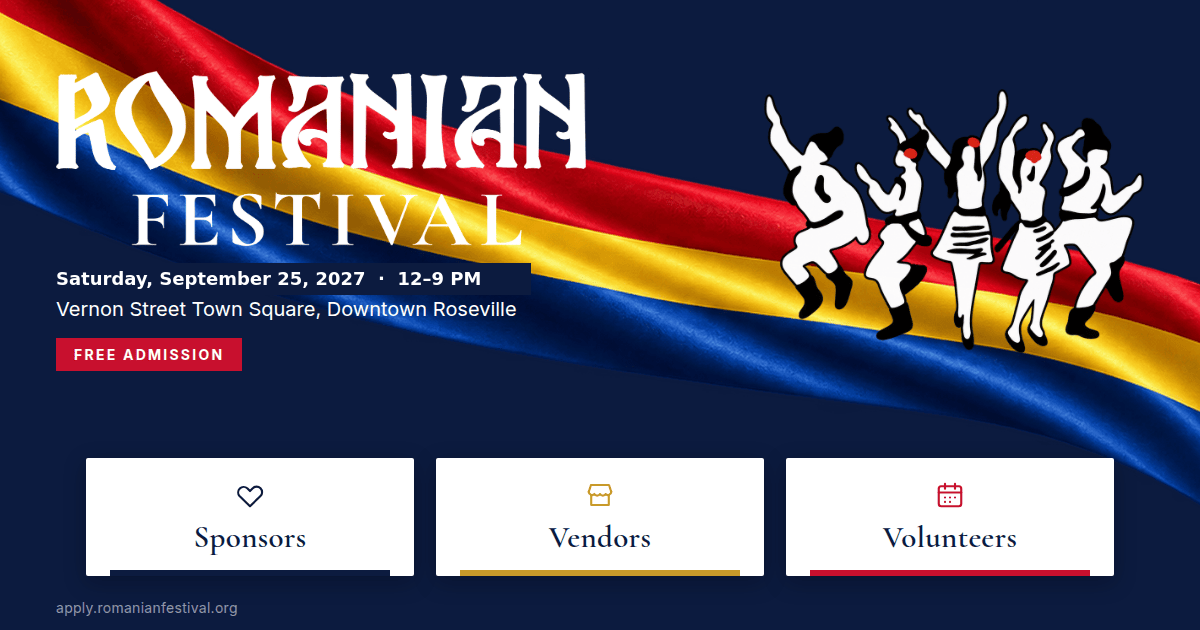 ROMANIAN
FESTIVAL
Saturday, September 25, 2027 · 12–9 PM
Vernon Street Town Square, Downtown Roseville
FREE ADMISSION
Sponsors
Vendors
Volunteers
apply.romanianfestival.org